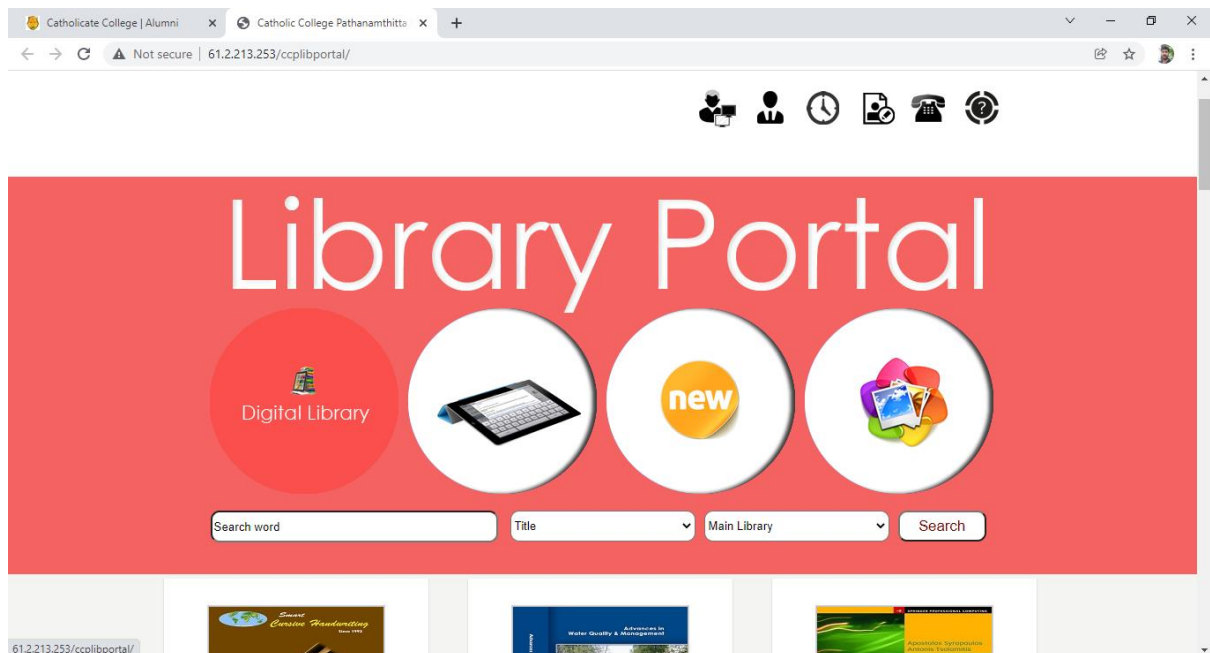 Catholicate College | Alumni
Catholic College Pathanamthitta
Not secure | 61.2.213.253/ccplibportal/
Library Portal
new
Digital Library
Search word
Title
Main Library
Search
Smart
Cursive Handwriting
Since 1995
Advances in
Water Quality & Management
SPRINGER PROFESSIONAL COMPUTING
Apostolos Syropoulos
Antonis Tsolomitis
61.2.213.253/ccplibportal/